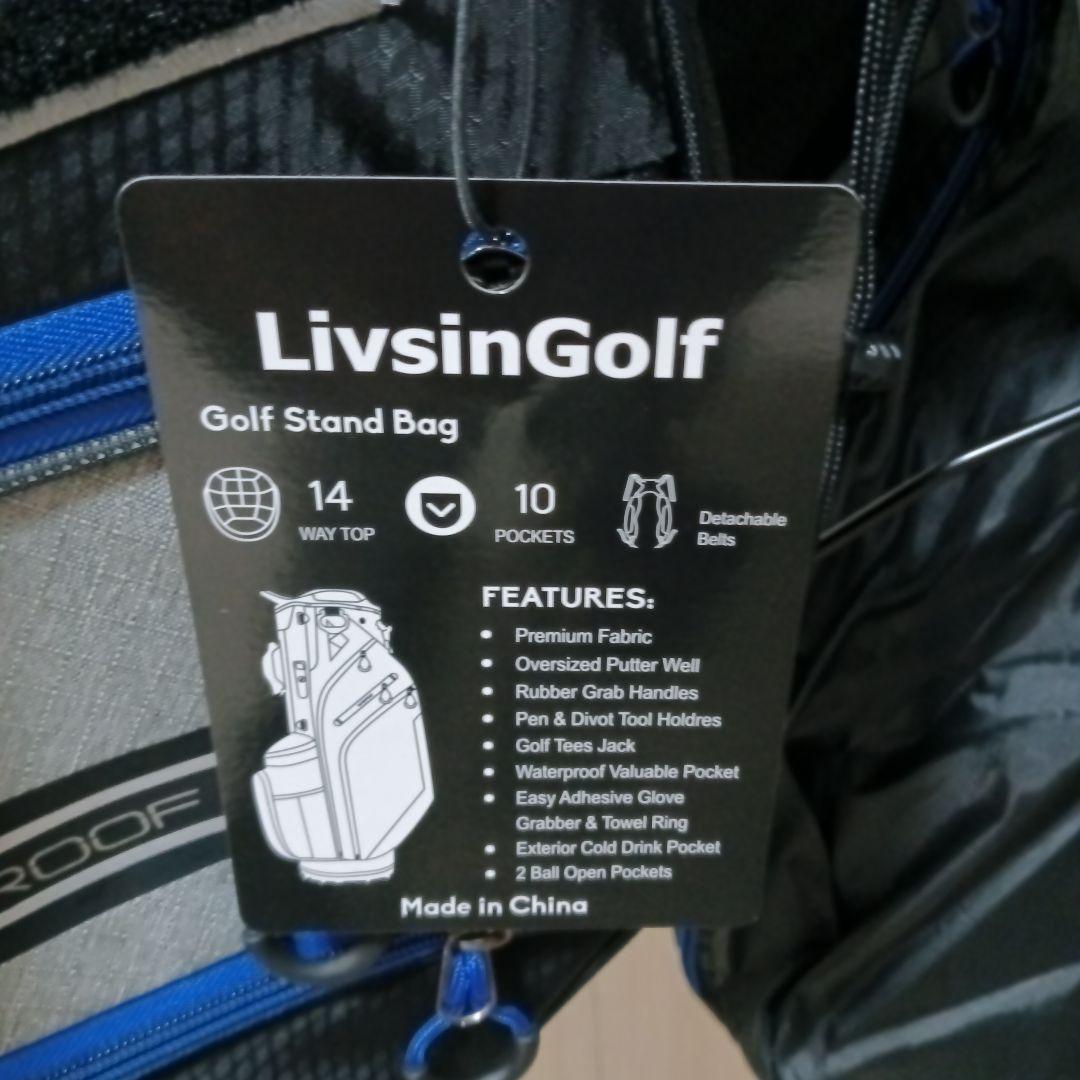 LivsinGolf
Golf Stand Bag
14
WAY TOP
10
POCKETS
Detachable
Belts
FEATURES:
• Premium Fabric
• Oversized Putter Well
• Rubber Grab Handles
• Pen & Divot Tool Holdres
• Golf Tees Jack
• Waterproof Valuable Pocket
• Easy Adhesive Glove
Grabber & Towel Ring
• Exterior Cold Drink Pocket
• 2 Ball Open Pockets
Made in China
ROOF